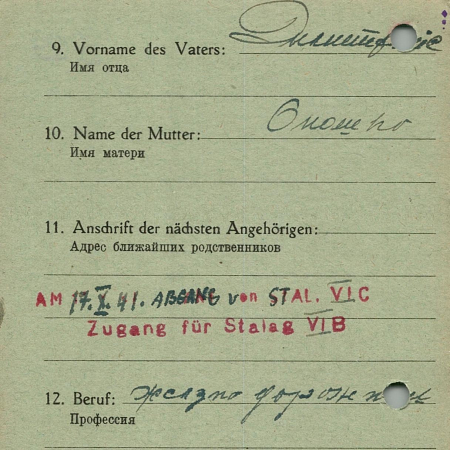 9. Vorname des Vaters:
Имя отца
10. Name der Mutter:
Имя матери
11. Anschrift der nächsten Angehörigen:
Адрес ближайших родственников
AM 17.X.41. ABGANG von STAL. VI C
Zugang für Stalag VI B
12. Beruf:
Профессия